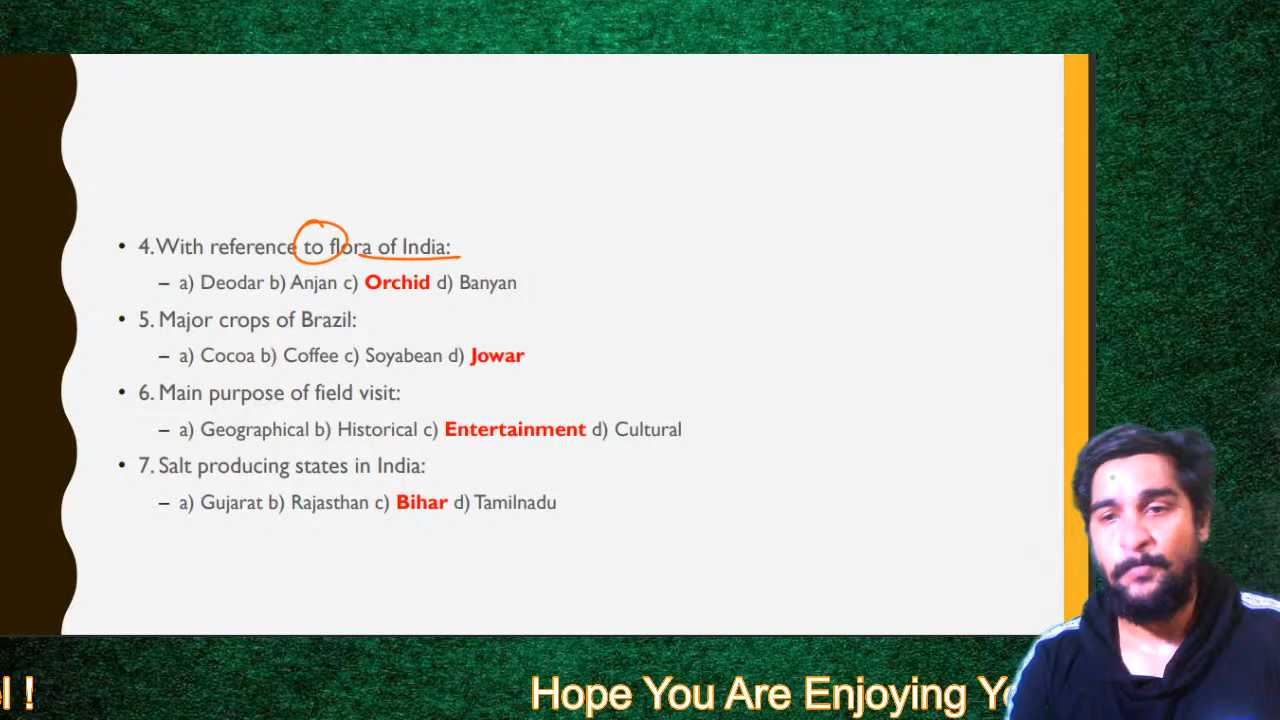 • 4.With reference to flora of India:
– a) Deodar b) Anjan c) Orchid d) Banyan
• 5. Major crops of Brazil:
– a) Cocoa b) Coffee c) Soyabean d) Jowar
• 6. Main purpose of field visit:
– a) Geographical b) Historical c) Entertainment d) Cultural
• 7. Salt producing states in India:
– a) Gujarat b) Rajasthan c) Bihar d) Tamilnadu
! Hope You Are Enjoying